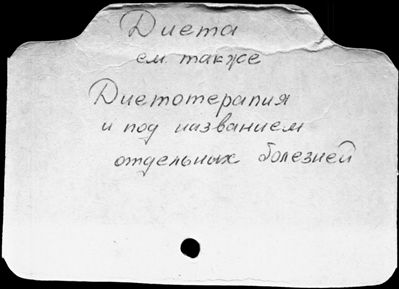 Диета
см. также
Диетотерапия
и под названием
отдельных болезней